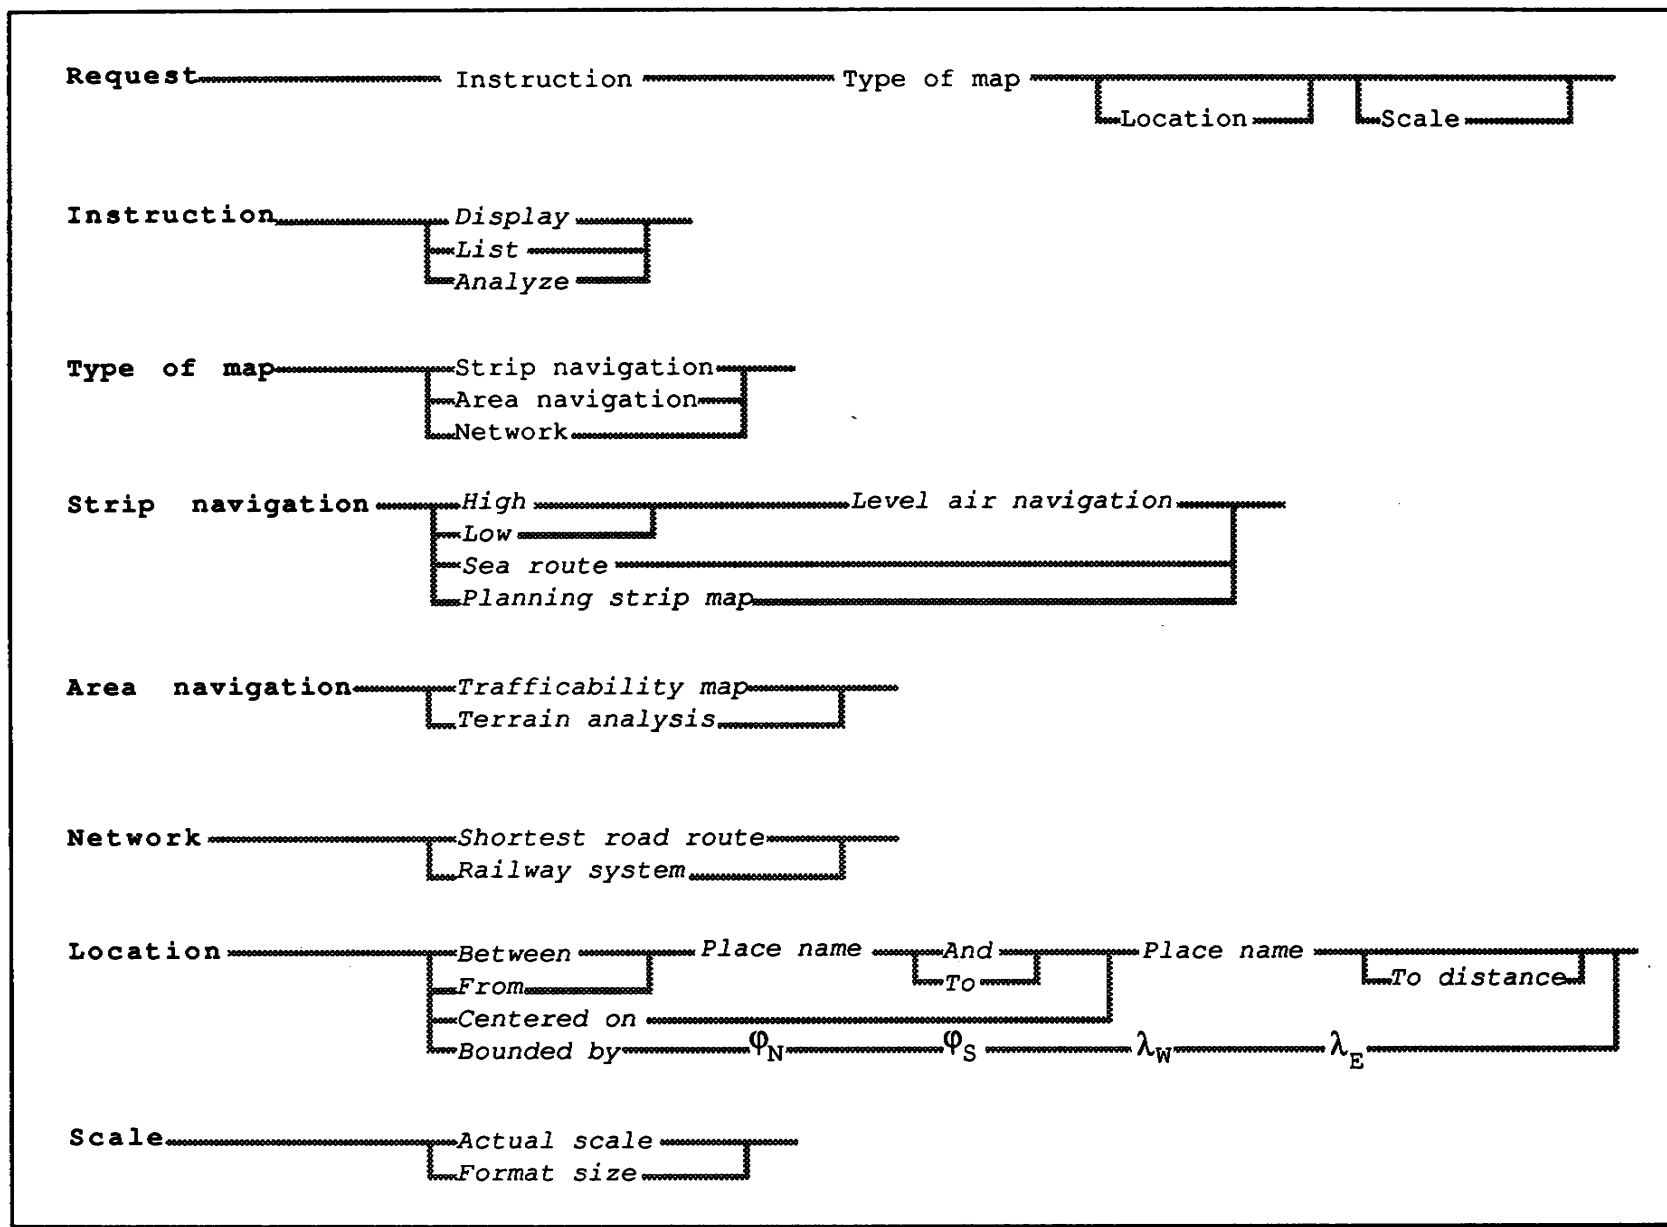 Request Instruction Type of map
Location Scale
Instruction Display
List
Analyze
Type of map Strip navigation
Area navigation
Network
Strip navigation High Level air navigation
Low
Sea route
Planning strip map
Area navigation Trafficability map
Terrain analysis
Network Shortest road route
Railway system
Location Between Place name And Place name
From To To distance
Centered on
Bounded by φN φS λW λE
Scale Actual scale
Format size